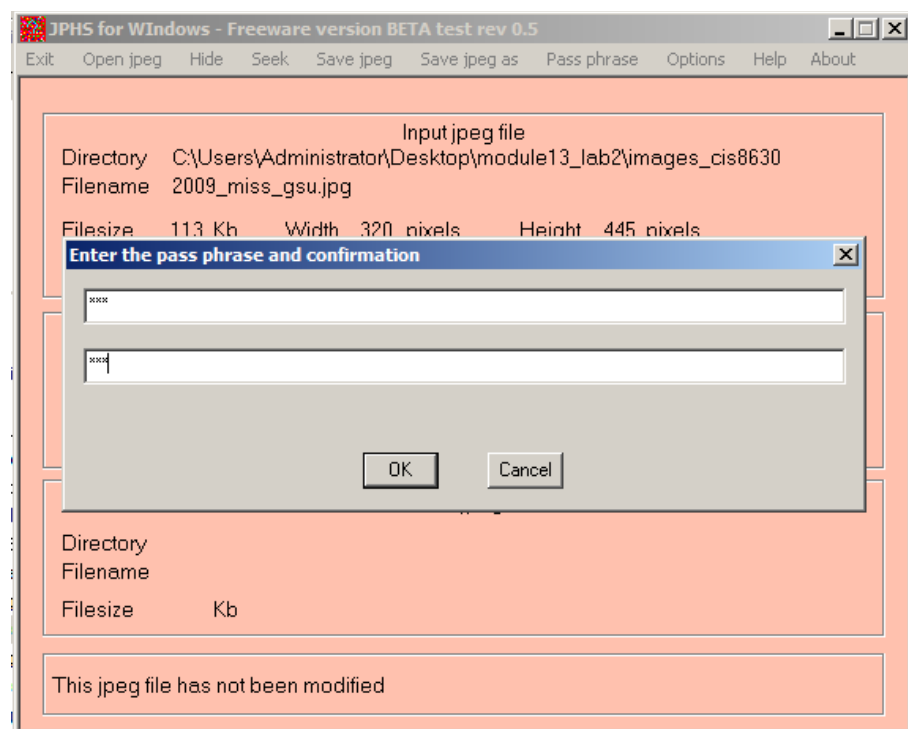 JPHS for WIndows - Freeware version BETA test rev 0.5
Exit Open jpeg Hide Seek Save jpeg Save jpeg as Pass phrase Options Help About
Input jpeg file
Directory C:\Users\Administrator\Desktop\module13_lab2\images_cis8630
Filename 2009_miss_gsu.jpg
Filesize 113 Kb Width 320 pixels Height 445 pixels
Enter the pass phrase and confirmation
***
***
OK Cancel
Directory
Filename
Filesize Kb
This jpeg file has not been modified